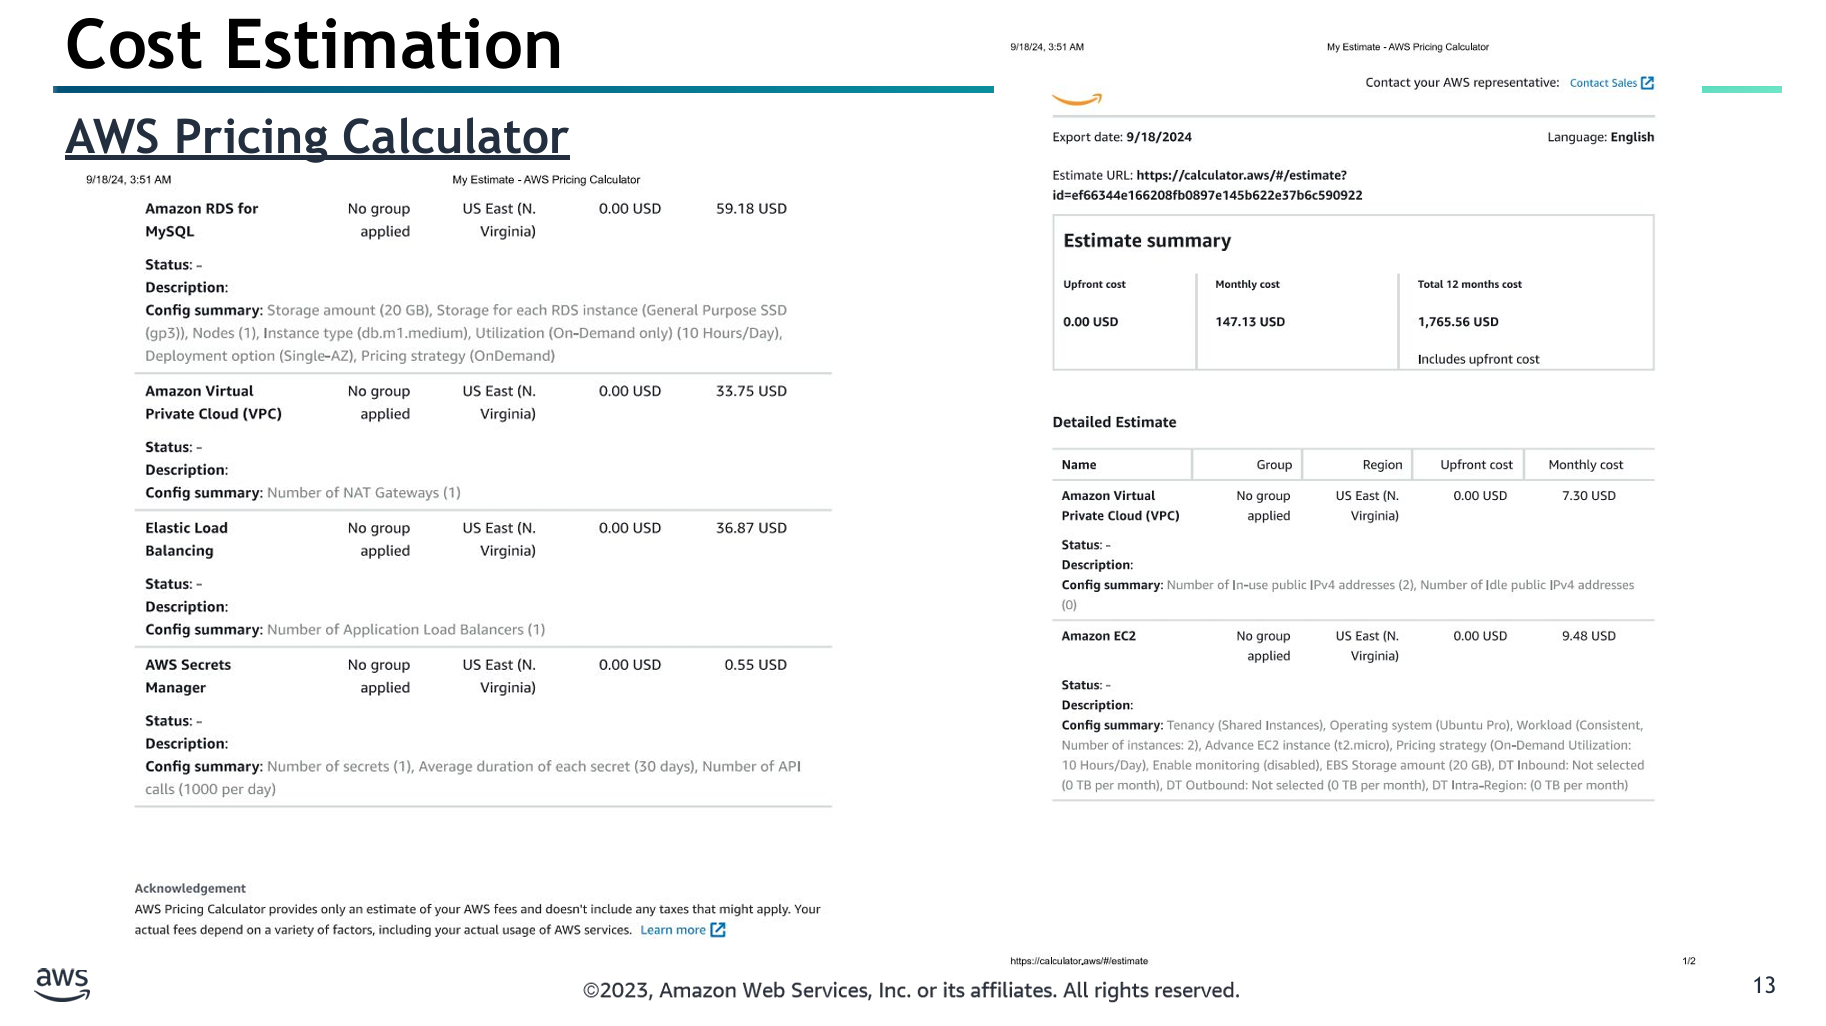 Cost Estimation
AWS Pricing Calculator
9/18/24, 3:51 AM My Estimate - AWS Pricing Calculator
Amazon RDS for No group US East (N. 0.00 USD 59.18 USD
MySQL applied Virginia)
Status: -
Description:
Config summary: Storage amount (20 GB), Storage for each RDS instance (General Purpose SSD
(gp3)), Nodes (1), Instance type (db.m1.medium), Utilization (On-Demand only) (10 Hours/Day),
Deployment option (Single-AZ), Pricing strategy (OnDemand)
Amazon Virtual No group US East (N. 0.00 USD 33.75 USD
Private Cloud (VPC) applied Virginia)
Status: -
Description:
Config summary: Number of NAT Gateways (1)
Elastic Load No group US East (N. 0.00 USD 36.87 USD
Balancing applied Virginia)
Status: -
Description:
Config summary: Number of Application Load Balancers (1)
AWS Secrets No group US East (N. 0.00 USD 0.55 USD
Manager applied Virginia)
Status: -
Description:
Config summary: Number of secrets (1), Average duration of each secret (30 days), Number of API
calls (1000 per day)
Acknowledgement
AWS Pricing Calculator provides only an estimate of your AWS fees and doesn't include any taxes that might apply. Your
actual fees depend on a variety of factors, including your actual usage of AWS services. Learn more
9/18/24, 3:51 AM My Estimate - AWS Pricing Calculator
Contact your AWS representative: Contact Sales
Export date: 9/18/2024 Language: English
Estimate URL: https://calculator.aws/#/estimate?
id=ef66344e166208fb0897e145b622e37b6c590922
Estimate summary
Upfront cost Monthly cost Total 12 months cost
0.00 USD 147.13 USD 1,765.56 USD
Includes upfront cost
Detailed Estimate
Name Group Region Upfront cost Monthly cost
Amazon Virtual No group US East (N. 0.00 USD 7.30 USD
Private Cloud (VPC) applied Virginia)
Status: -
Description:
Config summary: Number of In-use public IPv4 addresses (2), Number of Idle public IPv4 addresses
(0)
Amazon EC2 No group US East (N. 0.00 USD 9.48 USD
applied Virginia)
Status: -
Description:
Config summary: Tenancy (Shared Instances), Operating system (Ubuntu Pro), Workload (Consistent,
Number of instances: 2), Advance EC2 instance (t2.micro), Pricing strategy (On-Demand Utilization:
10 Hours/Day), Enable monitoring (disabled), EBS Storage amount (20 GB), DT Inbound: Not selected
(0 TB per month), DT Outbound: Not selected (0 TB per month), DT Intra-Region: (0 TB per month)
https://calculator.aws/#/estimate 1/2
aws
©2023, Amazon Web Services, Inc. or its affiliates. All rights reserved.
13